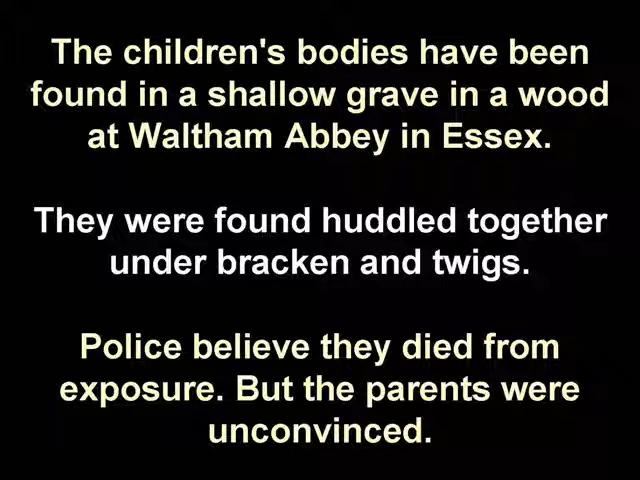 The children's bodies have been
found in a shallow grave in a wood
at Waltham Abbey in Essex.
They were found huddled together
under bracken and twigs.
Police believe they died from
exposure. But the parents were
unconvinced.